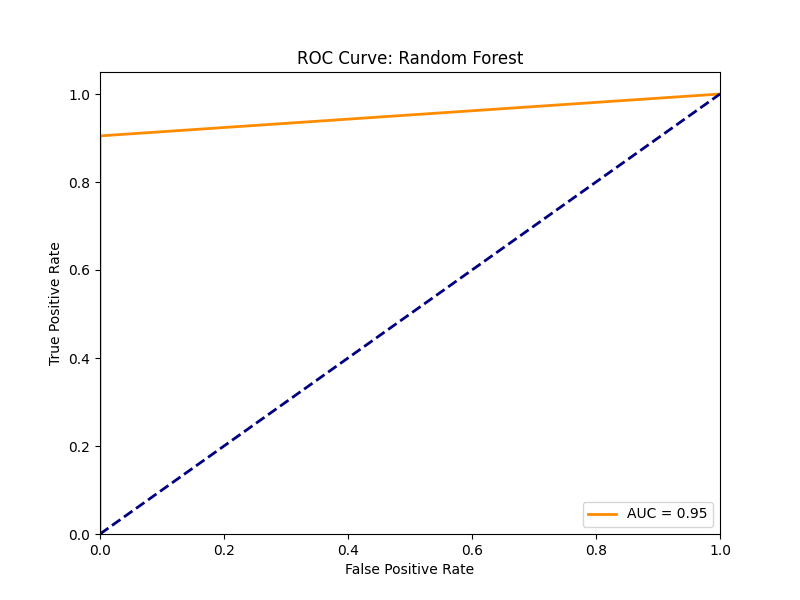 ROC Curve: Random Forest
True Positive Rate
1.0
0.8
0.6
0.4
0.2
0.0
AUC = 0.95
0.0 0.2 0.4 0.6 0.8 1.0
False Positive Rate